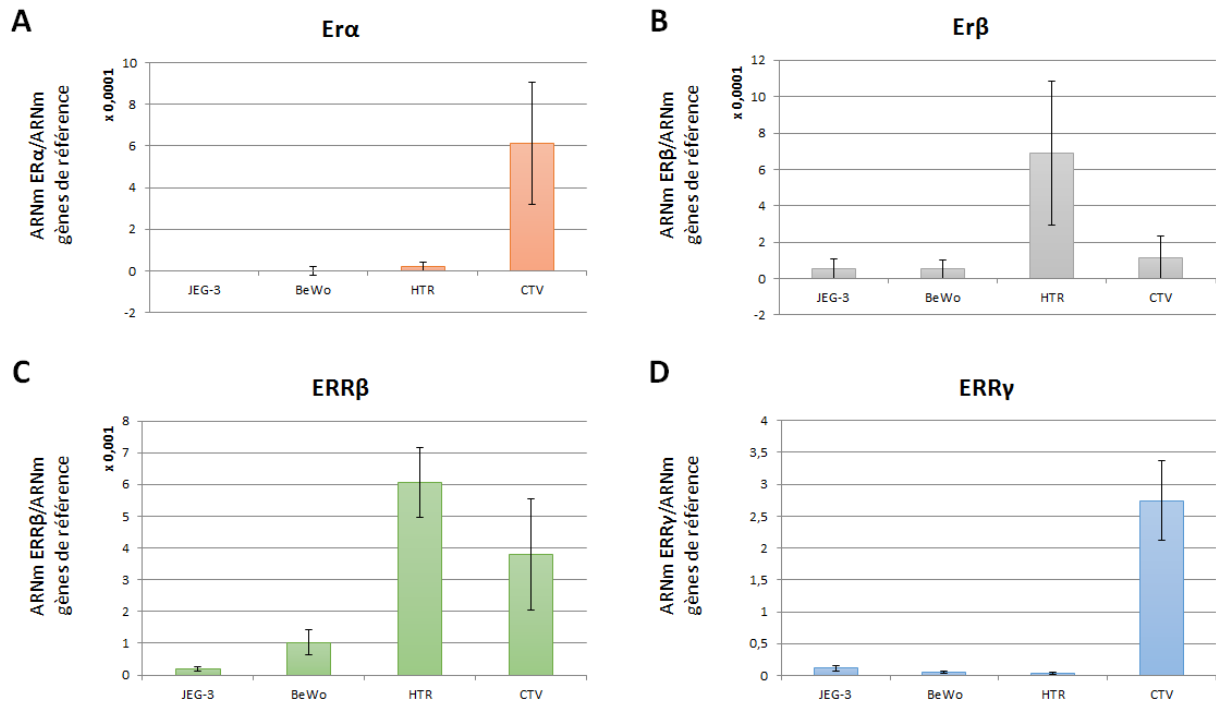 A
Erα
x 0,0001
ARNm ERα/ARNm
gènes de référence
10
8
6
4
2
0
-2
JEG-3 BeWo HTR CTV
B
Erβ
x 0,0001
ARNm ERβ/ARNm
gènes de référence
12
10
8
6
4
2
0
-2
JEG-3 BeWo HTR CTV
C
ERRβ
x 0,001
ARNm ERRβ/ARNm
gènes de référence
8
7
6
5
4
3
2
1
0
JEG-3 BeWo HTR CTV
D
ERRγ
ARNm ERRγ/ARNm
gènes de référence
4
3,5
3
2,5
2
1,5
1
0,5
0
JEG-3 BeWo HTR CTV